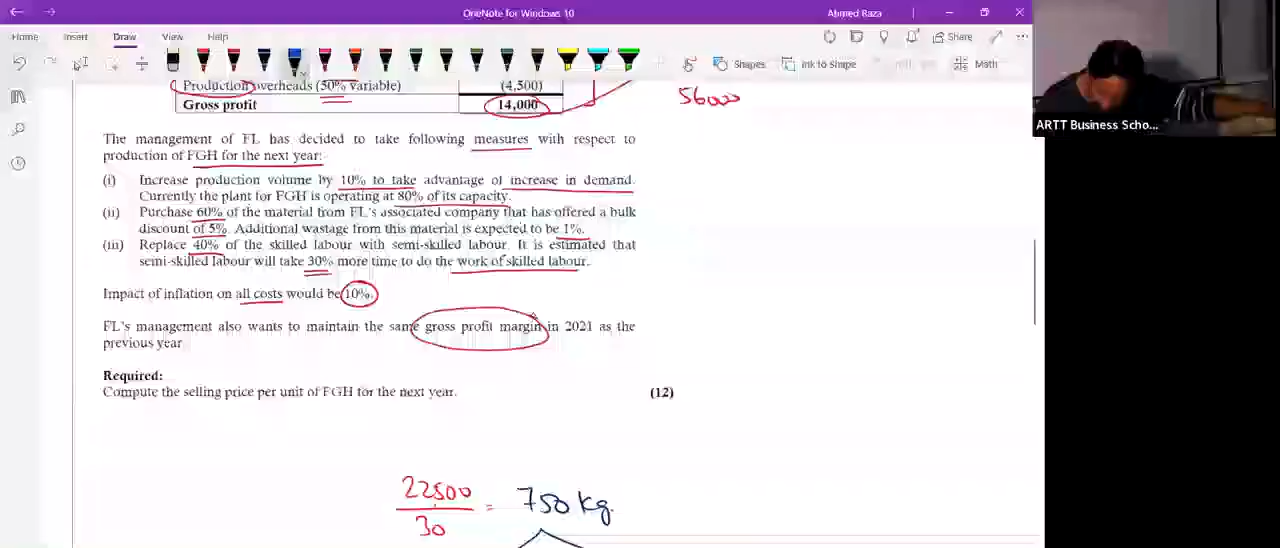 OneNote for Windows 10
Ahmed Raza
Home Insert Draw View Help
Share
Shapes
Ink to Shape
Math
Production overheads (50% variable) (4,500)
Gross profit 14,000
56000
The management of FL has decided to take following measures with respect to
production of FGH for the next year:
(i) Increase production volume by 10% to take advantage of increase in demand.
Currently the plant for FGH is operating at 80% of its capacity.
(ii) Purchase 60% of the material from FL's associated company that has offered a bulk
discount of 5%. Additional wastage from this material is expected to be 1%.
(iii) Replace 40% of the skilled labour with semi-skilled labour. It is estimated that
semi-skilled labour will take 30% more time to do the work of skilled labour.
Impact of inflation on all costs would be 10%.
FL's management also wants to maintain the same gross profit margin in 2021 as the
previous year
Required:
Compute the selling price per unit of FGH for the next year. (12)
22500
30
= 750 kg.
ARTT Business Scho...